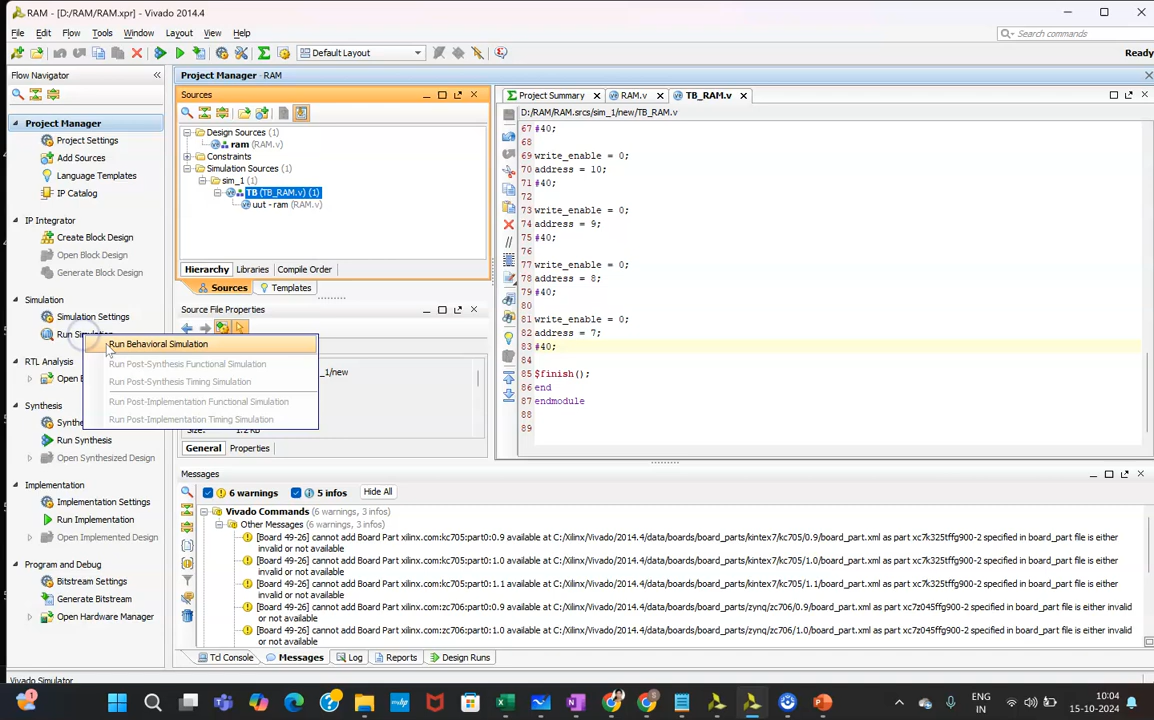 RAM - [D:/RAM/RAM.xpr] - Vivado 2014.4
File Edit Flow Tools Window Layout View Help
Search commands
Default Layout
Ready
Flow Navigator
Project Manager
Project Settings
Add Sources
Language Templates
IP Catalog
IP Integrator
Create Block Design
Open Block Design
Generate Block Design
Simulation
Simulation Settings
Run Simulation
RTL Analysis
Open
Synthesis
Run Synthesis
Open Synthesized Design
Implementation
Implementation Settings
Run Implementation
Open Implemented Design
Program and Debug
Bitstream Settings
Generate Bitstream
Open Hardware Manager
Run Behavioral Simulation
Run Post-Synthesis Functional Simulation
Run Post-Synthesis Timing Simulation
Run Post-Implementation Functional Simulation
Run Post-Implementation Timing Simulation
Project Manager - RAM
Sources
Design Sources (1)
ram (RAM.v)
Constraints
Simulation Sources (1)
sim_1 (1)
TB (TB_RAM.v) (1)
uut - ram (RAM.v)
Hierarchy Libraries Compile Order
Sources Templates
Source File Properties
_1/new
Size: 1.2 KB
General Properties
Project Summary RAM.v TB_RAM.v
D:/RAM/RAM.srcs/sim_1/new/TB_RAM.v
67 #40;
68
69 write_enable = 0;
70 address = 10;
71 #40;
72
73 write_enable = 0;
74 address = 9;
75 #40;
76
77 write_enable = 0;
78 address = 8;
79 #40;
80
81 write_enable = 0;
82 address = 7;
83 #40;
84
85 $finish();
86 end
87 endmodule
88
89
Messages
6 warnings 5 infos Hide All
Vivado Commands (6 warnings, 3 infos)
Other Messages (6 warnings, 3 infos)
[Board 49-26] cannot add Board Part xilinx.com:kc705:part0:0.9 available at C:/Xilinx/Vivado/2014.4/data/boards/board_parts/kintex7/kc705/0.9/board_part.xml as part xc7k325tffg900-2 specified in board_part file is either
invalid or not available
[Board 49-26] cannot add Board Part xilinx.com:kc705:part0:1.0 available at C:/Xilinx/Vivado/2014.4/data/boards/board_parts/kintex7/kc705/1.0/board_part.xml as part xc7k325tffg900-2 specified in board_part file is either
invalid or not available
[Board 49-26] cannot add Board Part xilinx.com:kc705:part0:1.1 available at C:/Xilinx/Vivado/2014.4/data/boards/board_parts/kintex7/kc705/1.1/board_part.xml as part xc7k325tffg900-2 specified in board_part file is either
invalid or not available
[Board 49-26] cannot add Board Part xilinx.com:zc706:part0:0.9 available at C:/Xilinx/Vivado/2014.4/data/boards/board_parts/zynq/zc706/0.9/board_part.xml as part xc7z045ffg900-2 specified in board_part file is either
invalid or not available
[Board 49-26] cannot add Board Part xilinx.com:zc706:part0:1.0 available at C:/Xilinx/Vivado/2014.4/data/boards/board_parts/zynq/zc706/1.0/board_part.xml as part xc7z045ffg900-2 specified in board_part file is either
invalid or not available
Tcl Console Messages Log Reports Design Runs
Vivado Simulator
ENG
IN
10:04
15-10-2024